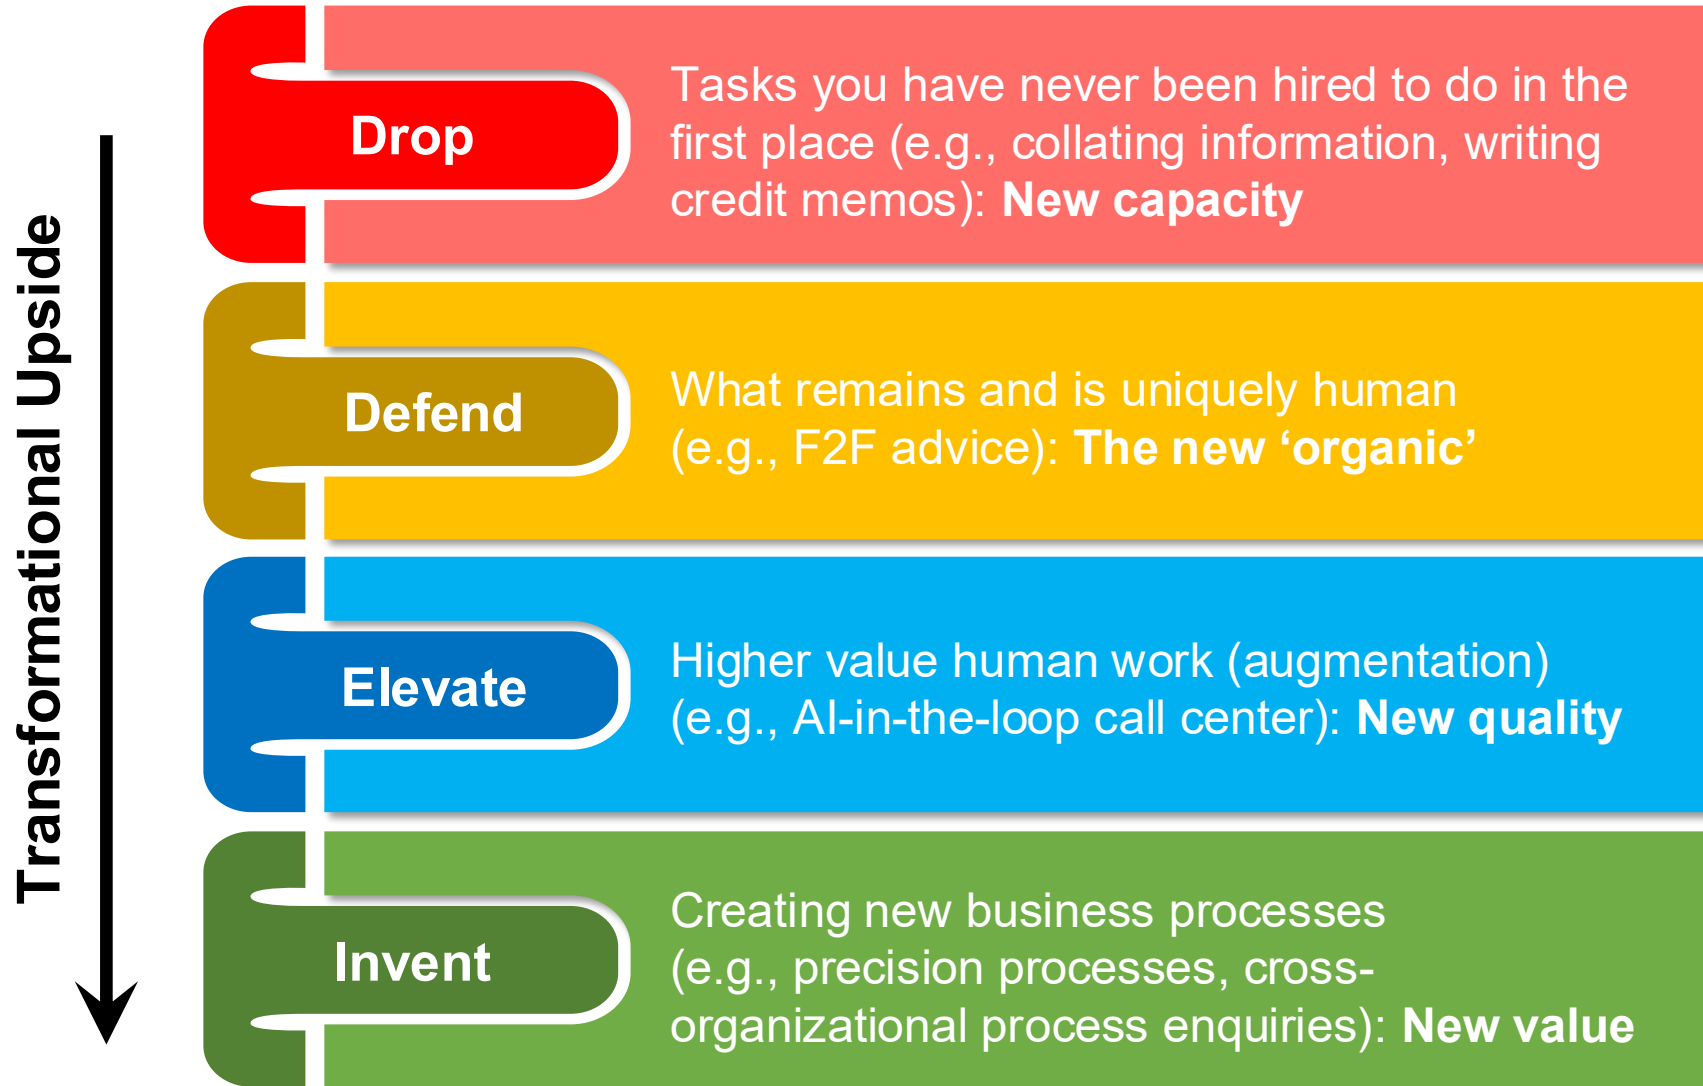 Transformational Upside
Drop
Tasks you have never been hired to do in the
first place (e.g., collating information, writing
credit memos): New capacity
Defend
What remains and is uniquely human
(e.g., F2F advice): The new ‘organic’
Elevate
Higher value human work (augmentation)
(e.g., AI-in-the-loop call center): New quality
Invent
Creating new business processes
(e.g., precision processes, cross-
organizational process enquiries): New value